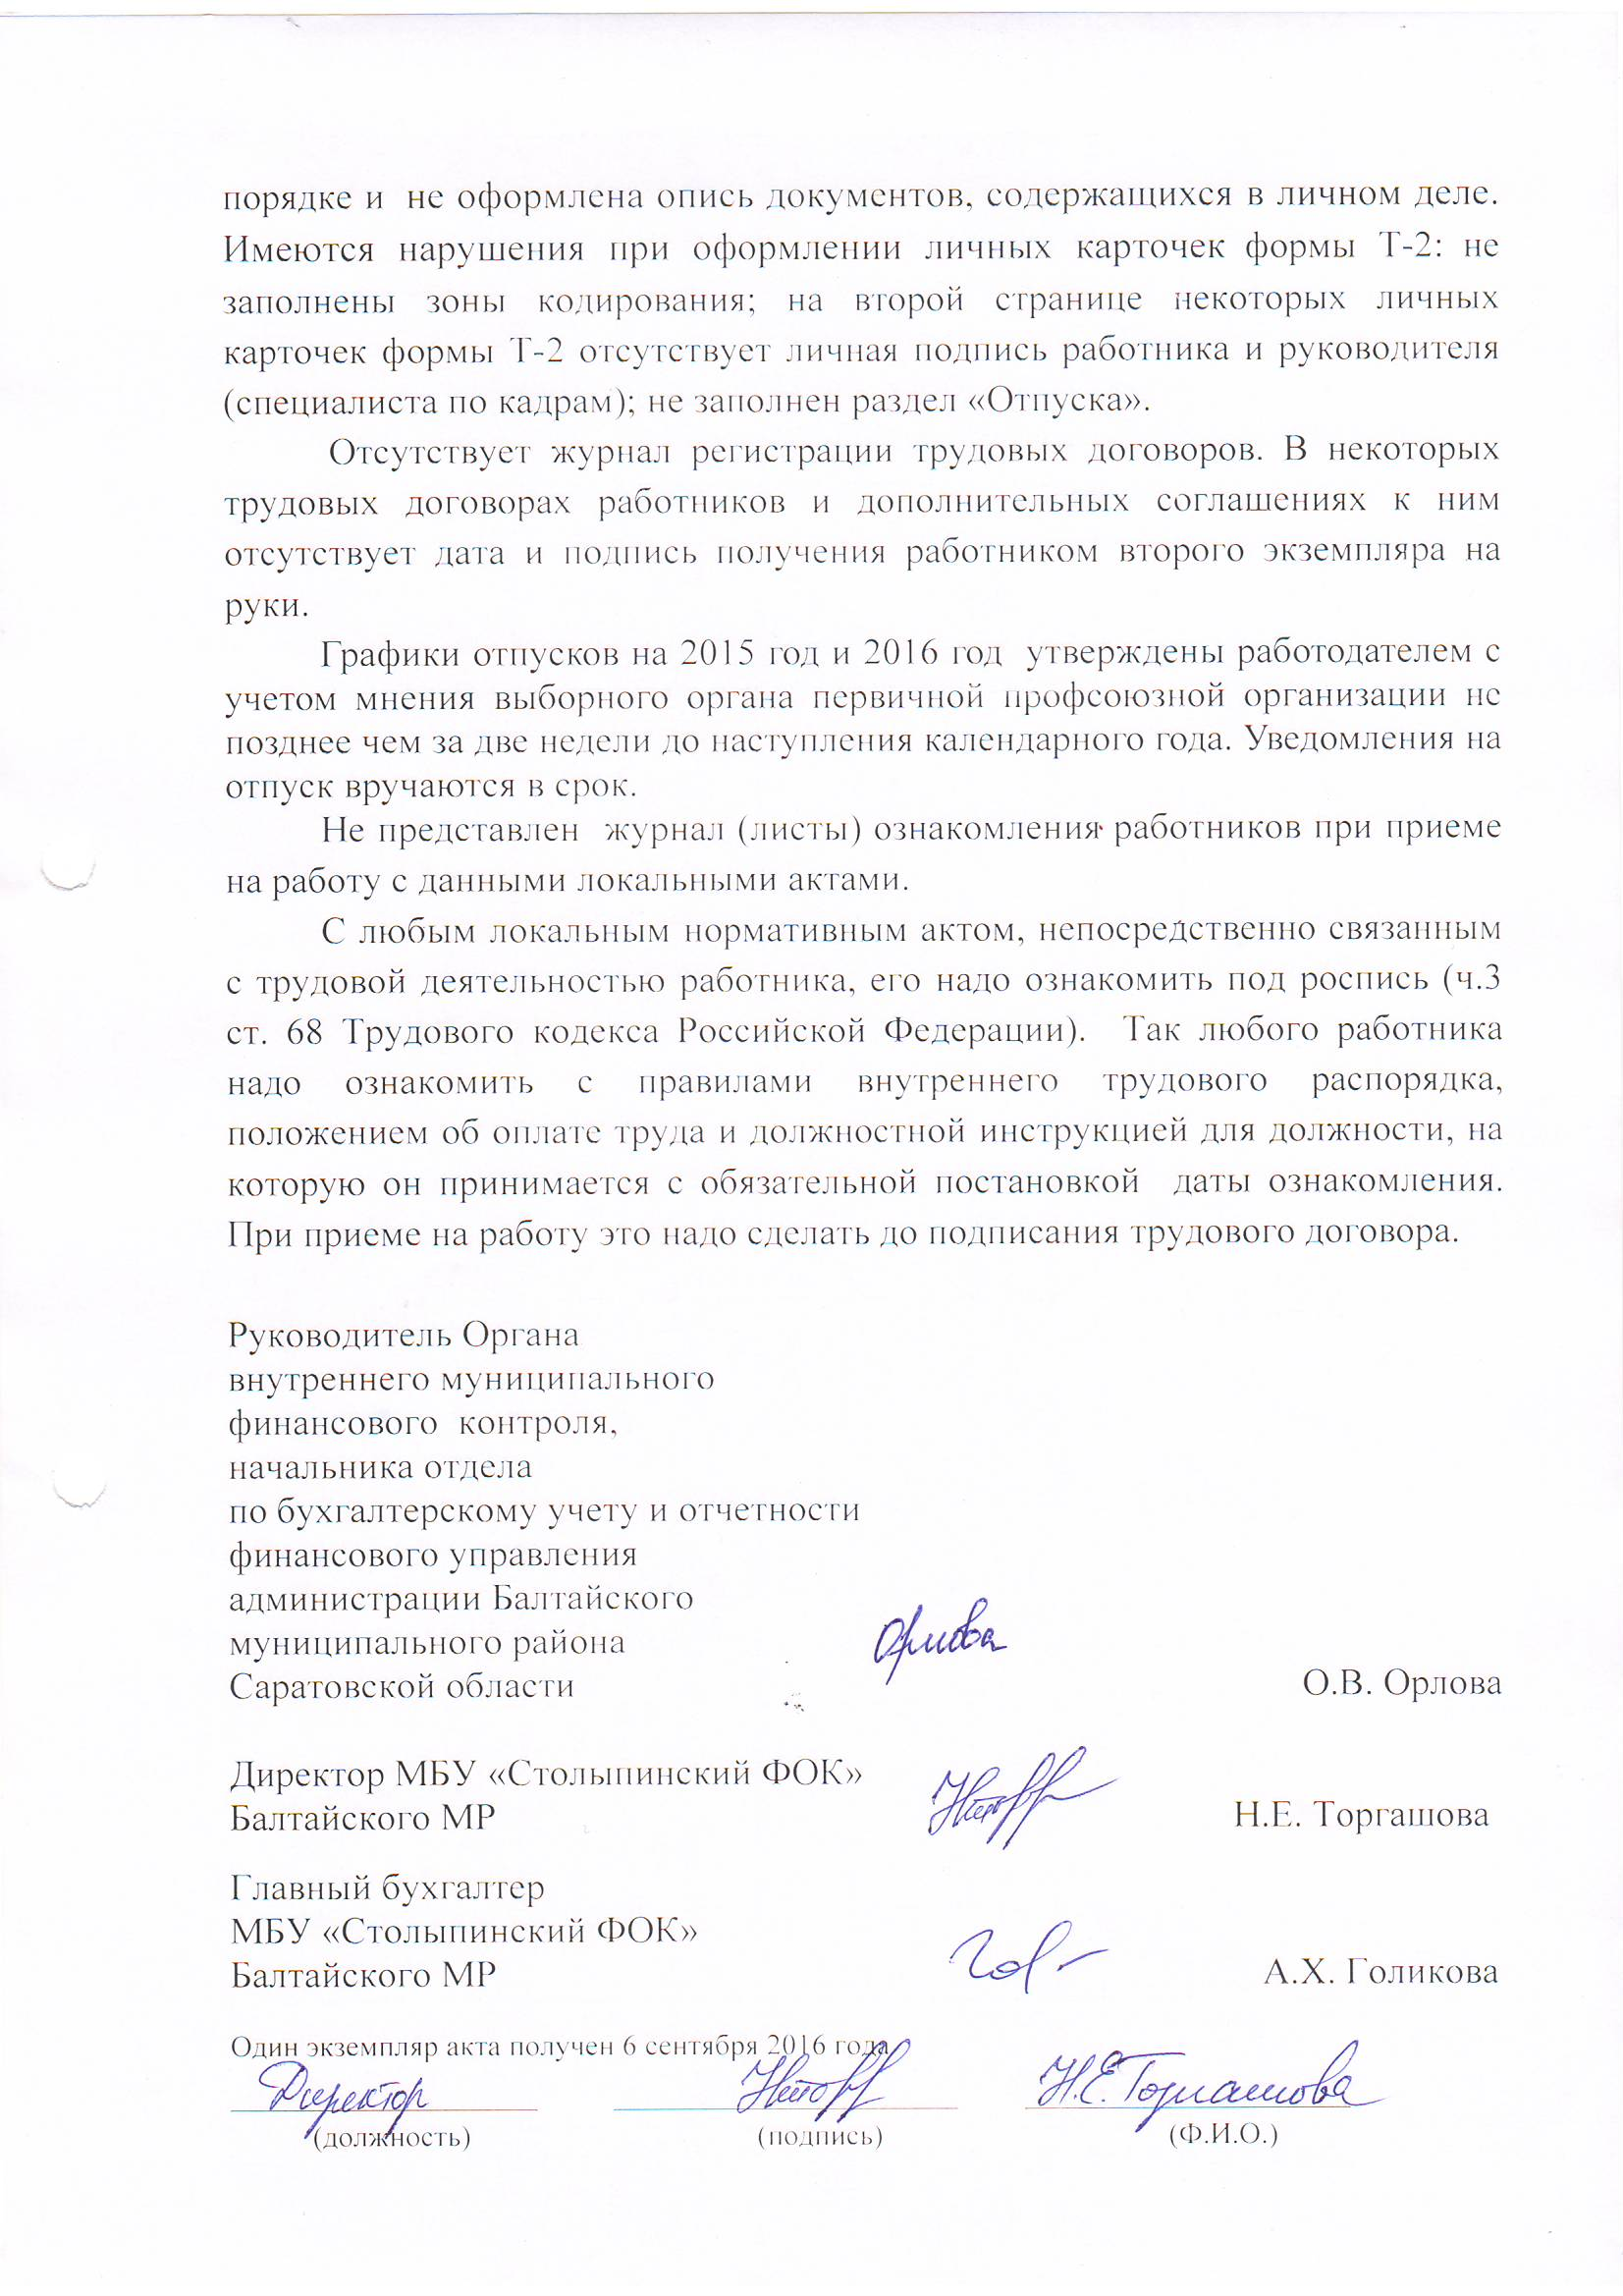 порядке и не оформлена опись документов, содержащихся в личном деле.
Имеются нарушения при оформлении личных карточек формы Т-2: не
заполнены зоны кодирования; на второй странице некоторых личных
карточек формы Т-2 отсутствует личная подпись работника и руководителя
(специалиста по кадрам); не заполнен раздел «Отпуска».
Отсутствует журнал регистрации трудовых договоров. В некоторых
трудовых договорах работников и дополнительных соглашениях к ним
отсутствует дата и подпись получения работником второго экземпляра на
руки.
Графики отпусков на 2015 год и 2016 год утверждены работодателем с
учетом мнения выборного органа первичной профсоюзной организации не
позднее чем за две недели до наступления календарного года. Уведомления на
отпуск вручаются в срок.
Не представлен журнал (листы) ознакомления работников при приеме
на работу с данными локальными актами.
С любым локальным нормативным актом, непосредственно связанным
с трудовой деятельностью работника, его надо ознакомить под роспись (ч.3
ст. 68 Трудового кодекса Российской Федерации). Так любого работника
надо ознакомить с правилами внутреннего трудового распорядка,
положением об оплате труда и должностной инструкцией для должности, на
которую он принимается с обязательной постановкой даты ознакомления.
При приеме на работу это надо сделать до подписания трудового договора.
Руководитель Органа
внутреннего муниципального
финансового контроля,
начальника отдела
по бухгалтерскому учету и отчетности
финансового управления
администрации Балтайского
муниципального района
Орлова
Саратовской области О.В. Орлова
Директор МБУ «Столыпинский ФОК»
Балтайского МР Н.Е. Торгашова
Главный бухгалтер
МБУ «Столыпинский ФОК»
Балтайского МР А.Х. Голикова
Один экземпляр акта получен 6 сентября 2016 года
Директор Н.Е. Торгашова
(должность) (подпись) (Ф.И.О.)